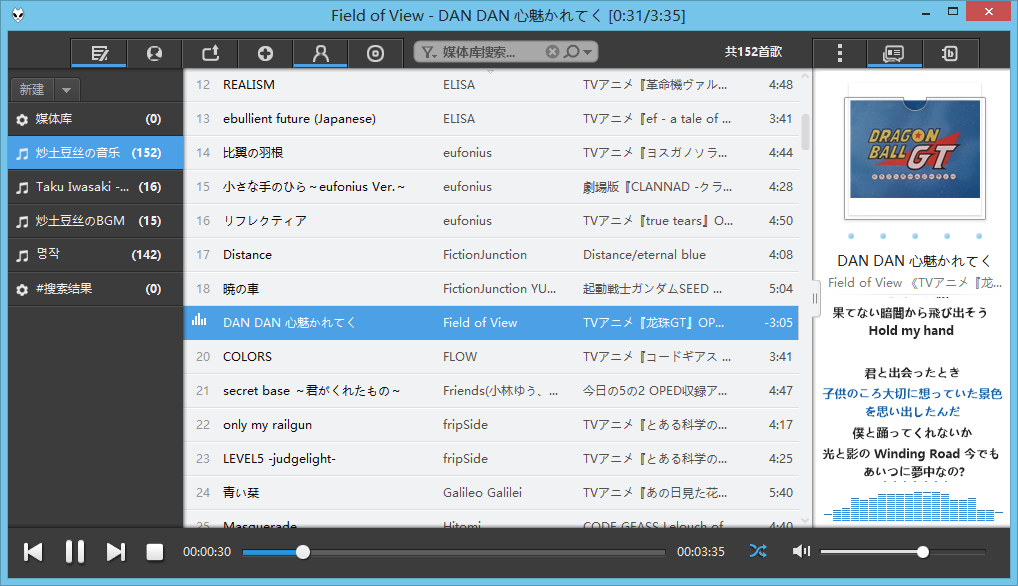 Field of View - DAN DAN 心魅かれてく [0:31/3:35]
媒体库搜索... 共152首歌
新建
媒体库 (0)
炒土豆丝の音乐 (152)
Taku Iwasaki -... (16)
炒土豆丝のBGM (15)
명작 (142)
#搜索结果 (0)
12 REALISM ELISA TVアニメ『革命機ヴァル... 4:48
13 ebullient future (Japanese) ELISA TVアニメ『ef - a tale of ... 3:41
14 比翼の羽根 eufonius TVアニメ『ヨスガノソラ... 4:44
15 小さな手のひら～eufonius Ver.～ eufonius 劇場版『CLANNAD -クラ... 4:28
16 リフレクティア eufonius TVアニメ『true tears』O... 4:50
17 Distance FictionJunction Distance/eternal blue 4:08
18 暁の車 FictionJunction YU... 起動戦士ガンダムSEED ... 5:04
DAN DAN 心魅かれてく Field of View TVアニメ『龙珠GT』OP... -3:05
20 COLORS FLOW TVアニメ『コードギアス ... 3:41
21 secret base ～君がくれたもの～ Friends(小林ゆう、... 今日の5の2 OPED収録ア... 4:47
22 only my railgun fripSide TVアニメ『とある科学の... 4:17
23 LEVEL5 -judgelight- fripSide TVアニメ『とある科学の... 4:25
24 青い栞 Galileo Galilei TVアニメ『あの日見た花... 5:40
25 Masquerade Hitomi CODE GEASS Lelouch of ... 4:40
DRAGON
BALL GT
DAN DAN 心魅かれてく
Field of View 《TVアニメ『龙...
果てない暗闇から飛び出そう
Hold my hand
君と出会ったとき
子供のころ大切に想っていた景色
を思い出したんだ
僕と踊ってくれないか
光と影の Winding Road 今でも
あいつに夢中なの?
00:00:30 00:03:35